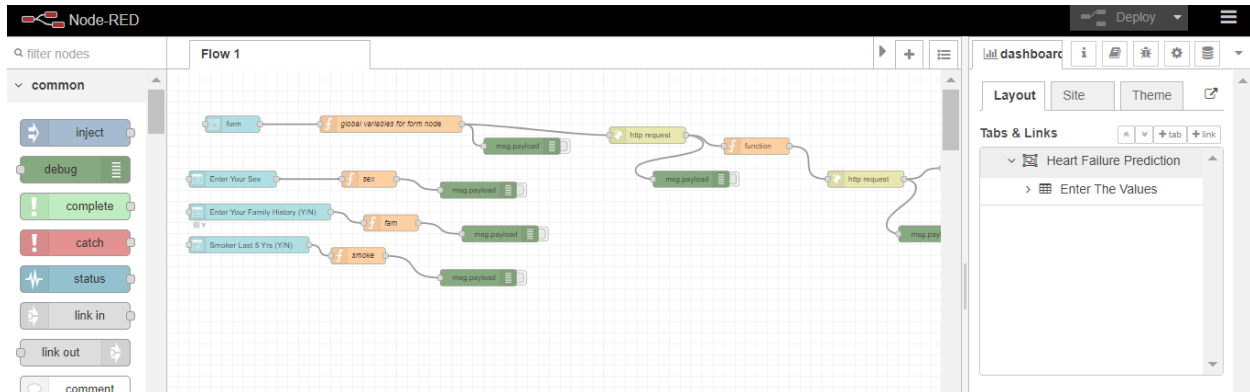 Node-RED
Deploy
filter nodes
Flow 1
dashboard
i
common
Layout
Site
Theme
form
global variables for form node
inject
http request
Tabs & Links
tab
link
msg.payload
function
debug
msg.payload
Heart Failure Prediction
Enter Your Sex
sex
http request
msg.payload
Enter The Values
complete
Enter Your Family History (Y/N)
fam
Y
msg.payload
catch
Smoker Last 5 Yrs (Y/N)
smoke
status
msg.payload
link in
link out
comment